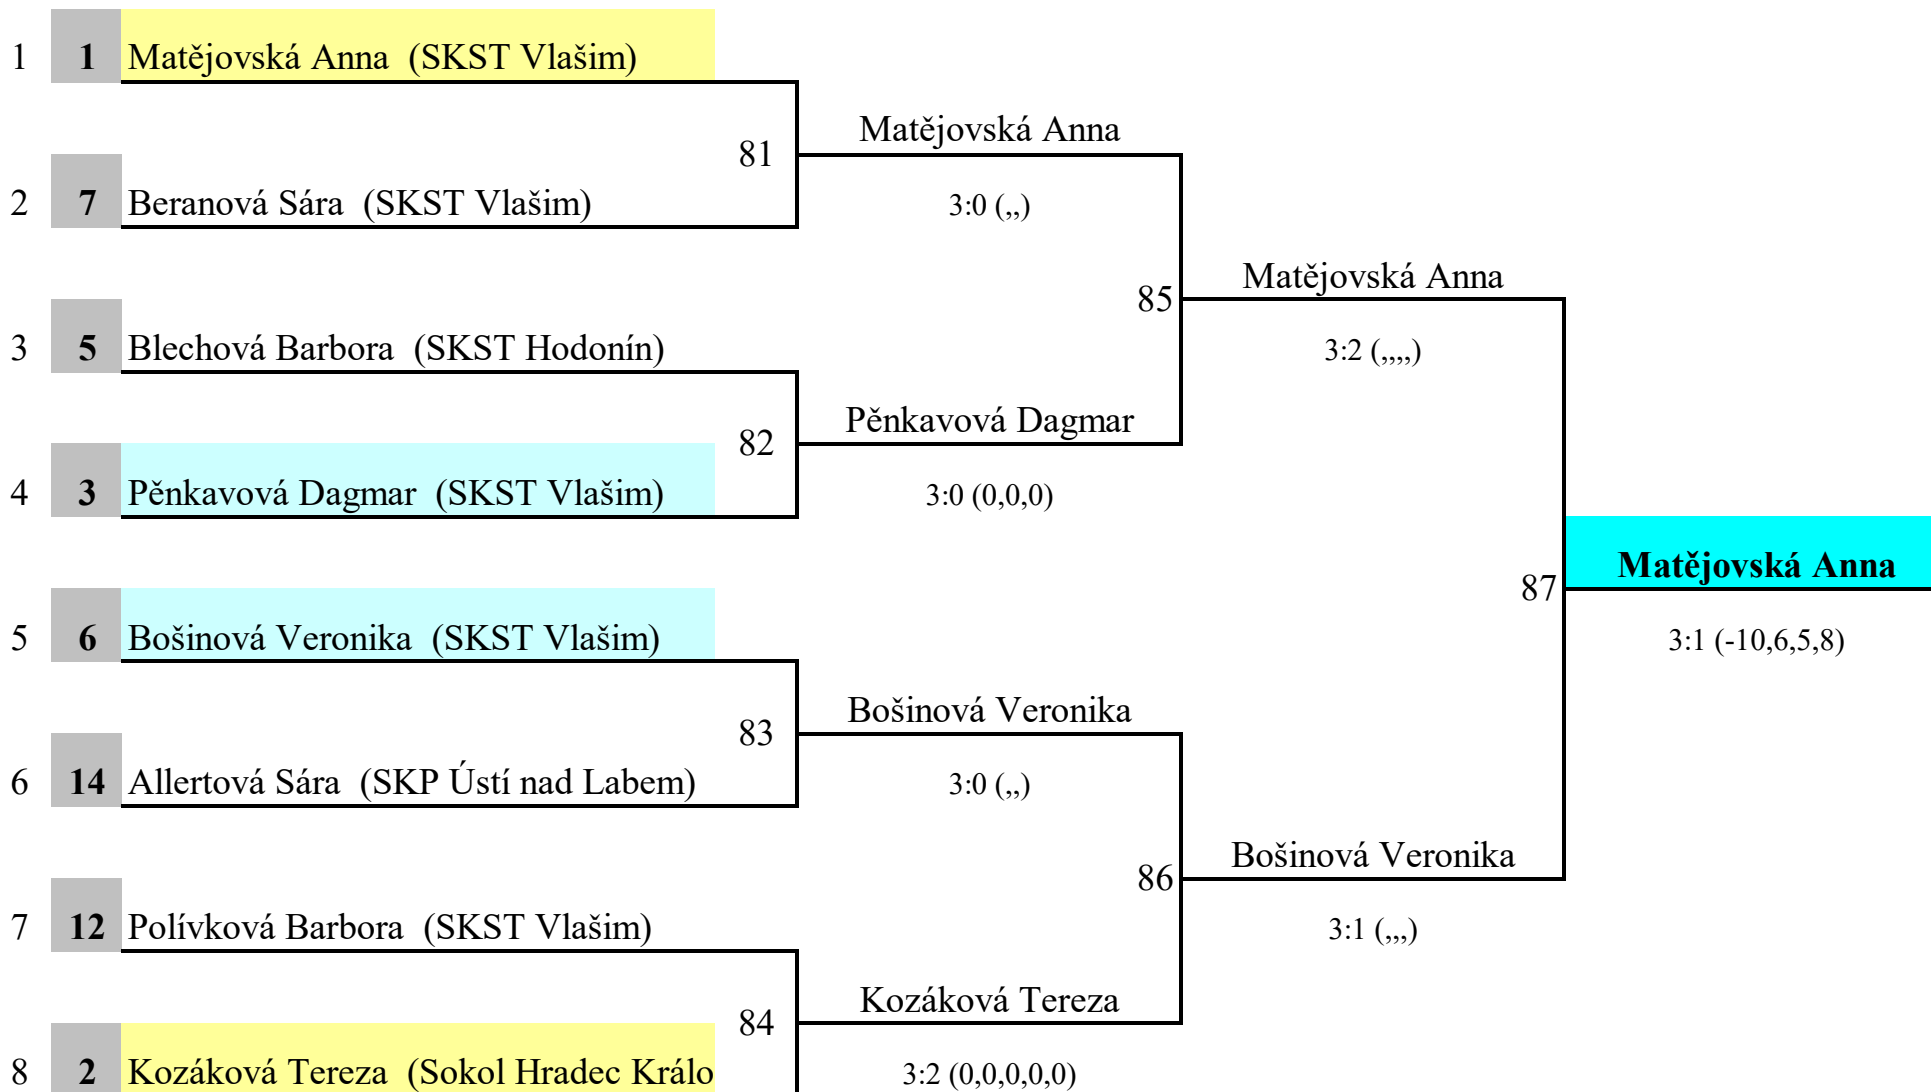 1 1 Matějovská Anna (SKST Vlašim)
Matějovská Anna
81
2 7 Beranová Sára (SKST Vlašim)
3:0 (,,)
Matějovská Anna
85
3 5 Blechová Barbora (SKST Hodonín)
3:2 (,,,,)
Pěnkavová Dagmar
82
4 3 Pěnkavová Dagmar (SKST Vlašim)
3:0 (0,0,0)
Matějovská Anna
87
5 6 Bošinová Veronika (SKST Vlašim)
3:1 (-10,6,5,8)
Bošinová Veronika
83
6 14 Allertová Sára (SKP Ústí nad Labem)
3:0 (,,)
Bošinová Veronika
86
7 12 Polívková Barbora (SKST Vlašim)
3:1 (,,,)
Kozáková Tereza
84
8 2 Kozáková Tereza (Sokol Hradec Králo
3:2 (0,0,0,0,0)